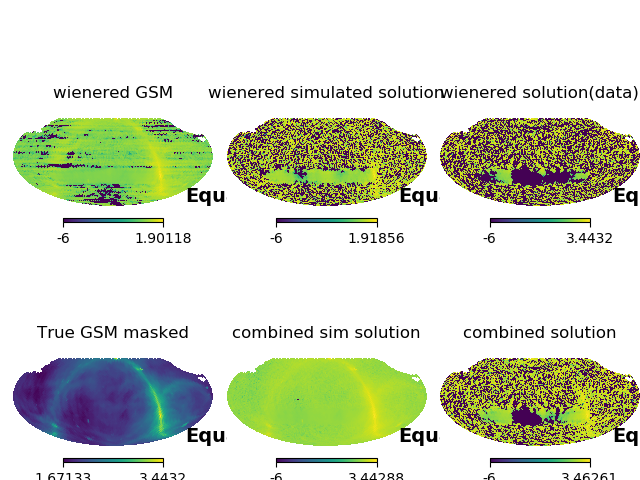 wienered GSM
wienered simulated solution
wienered solution(data)
Equ
Equ
Eq
-6 1.90118
-6 1.91856
-6 3.4432
True GSM masked
combined sim solution
combined solution
Equ
Equ
Eq
1.67133 3.4432
-6 3.44288
-6 3.46261